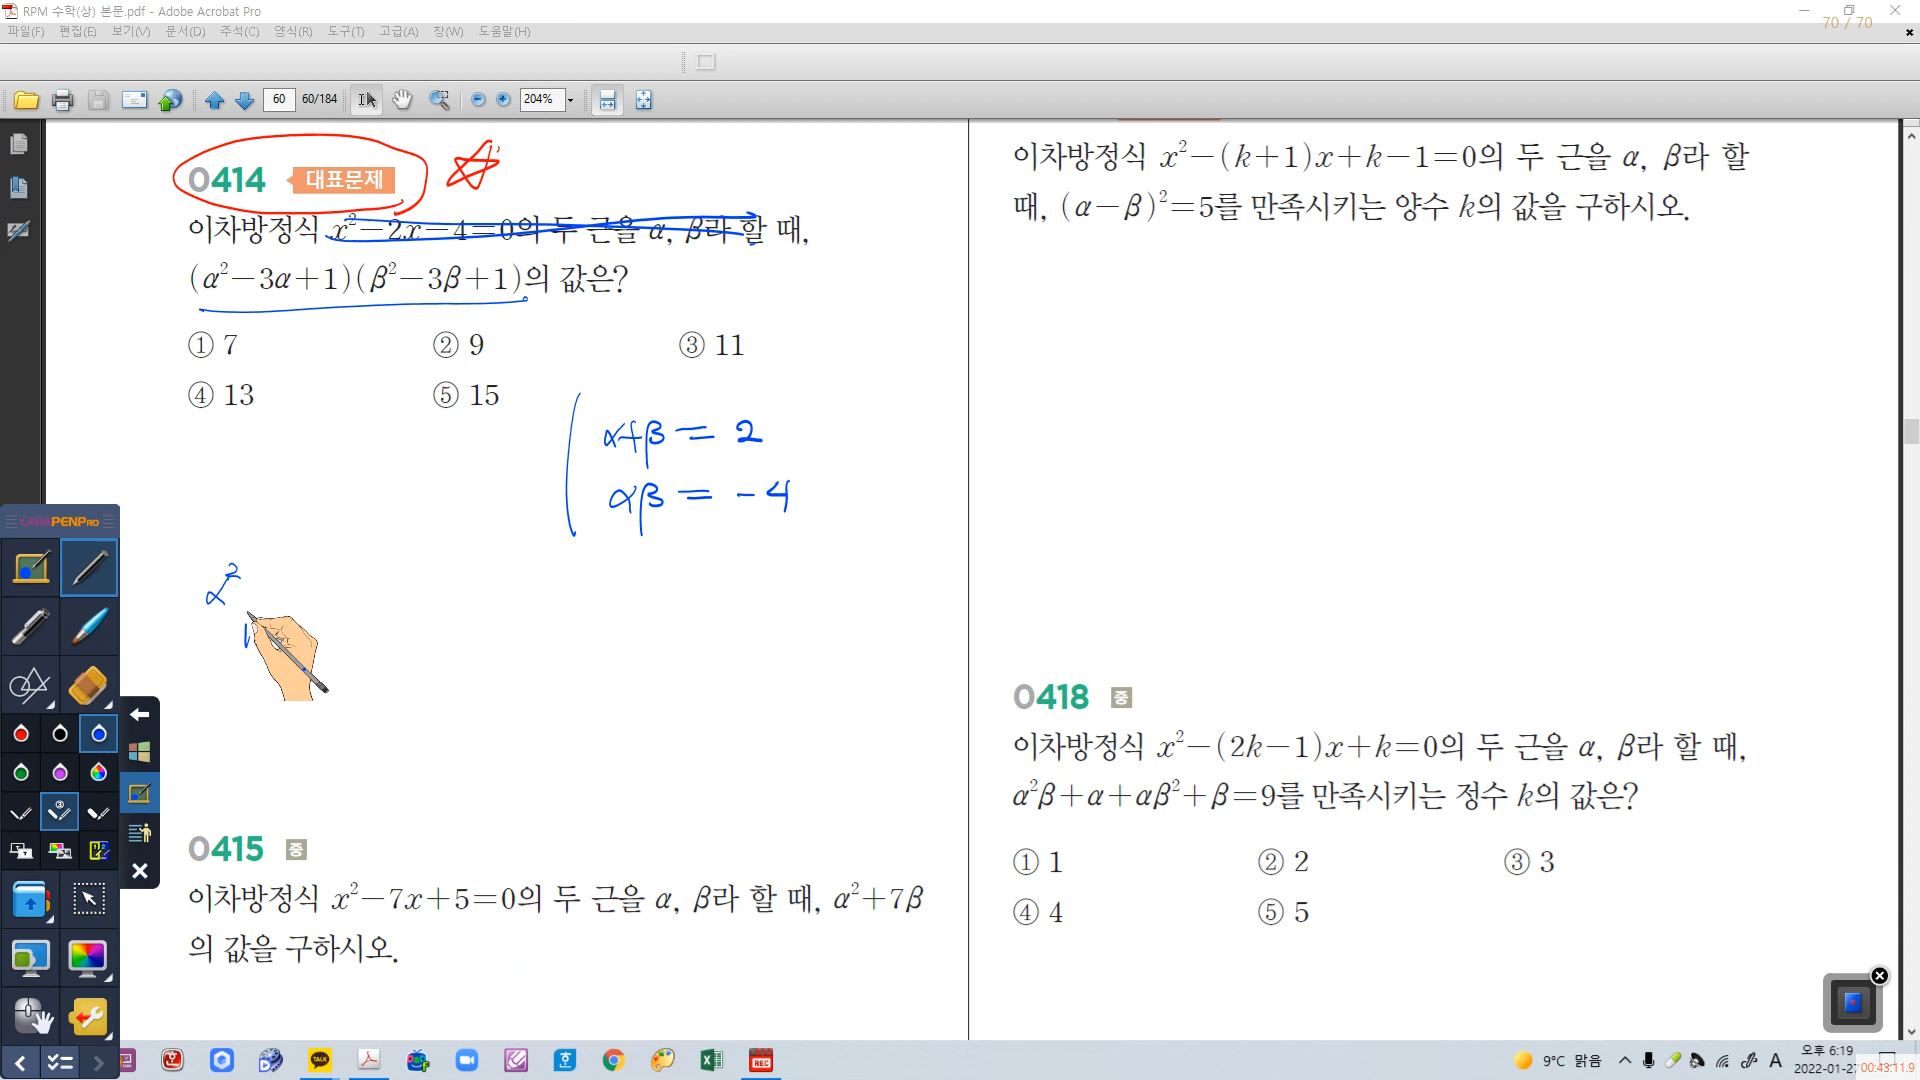 RPM 수학(상) 본문.pdf - Adobe Acrobat Pro
70 / 70
파일(F) 편집(E) 보기(V) 문서(D) 주석(C) 양식(R) 도구(T) 고급(A) 창(W) 도움말(H)
60 60/184 204%
0414 대표문제
이차방정식 x²-2x-4=0의 두 근을 α, β라 할 때,
(α²-3α+1)(β²-3β+1)의 값은?
① 7 ② 9 ③ 11
④ 13 ⑤ 15
α+β = 2
αβ = -4
α²
CAMAPENPRO
0415 중
이차방정식 x²-7x+5=0의 두 근을 α, β라 할 때, α²+7β
의 값을 구하시오.
이차방정식 x²-(k+1)x+k-1=0의 두 근을 α, β라 할
때, (α-β)²=5를 만족시키는 양수 k의 값을 구하시오.
0418 중
이차방정식 x²-(2k-1)x+k=0의 두 근을 α, β라 할 때,
α²β+α+αβ²+β=9를 만족시키는 정수 k의 값은?
① 1 ② 2 ③ 3
④ 4 ⑤ 5
TALK
REC
9°C 맑음
A
오후 6:19
2022-01-27
00:43:11.9